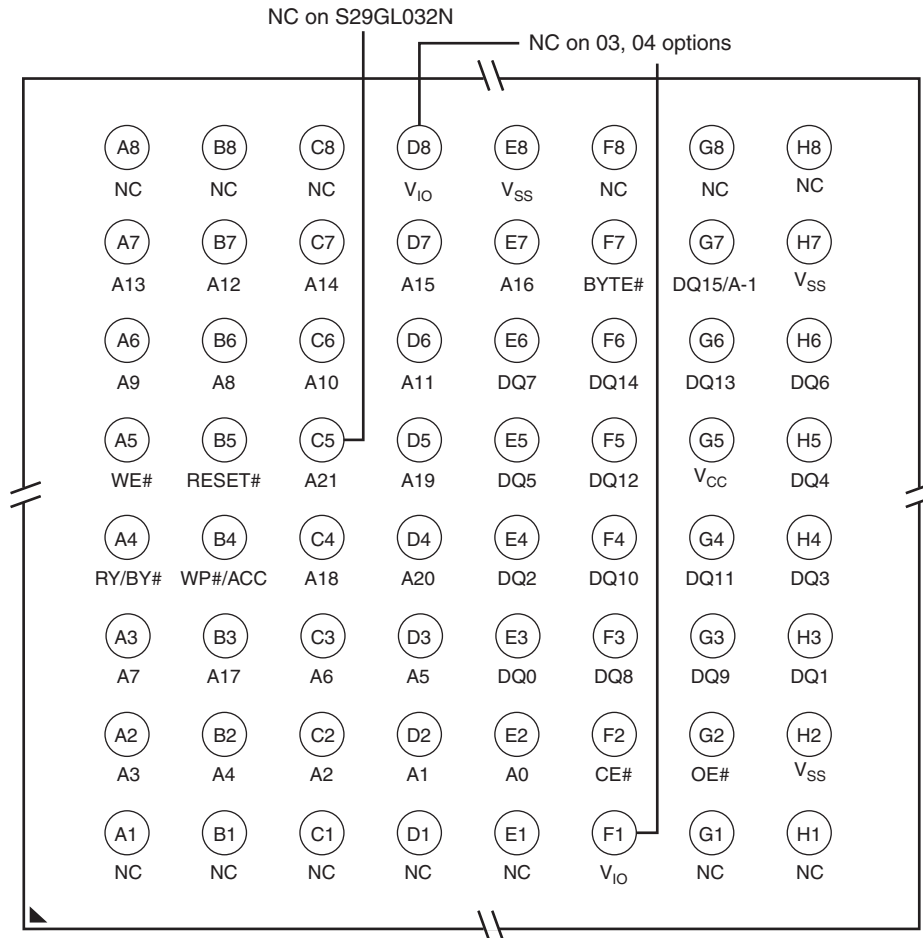 NC on S29GL032N
NC on 03, 04 options
A8 B8 C8 D8 E8 F8 G8 H8
NC NC NC V_IO V_SS NC NC NC
A7 B7 C7 D7 E7 F7 G7 H7
A13 A12 A14 A15 A16 BYTE# DQ15/A-1 V_SS
A6 B6 C6 D6 E6 F6 G6 H6
A9 A8 A10 A11 DQ7 DQ14 DQ13 DQ6
A5 B5 C5 D5 E5 F5 G5 H5
WE# RESET# A21 A19 DQ5 DQ12 V_CC DQ4
A4 B4 C4 D4 E4 F4 G4 H4
RY/BY# WP#/ACC A18 A20 DQ2 DQ10 DQ11 DQ3
A3 B3 C3 D3 E3 F3 G3 H3
A7 A17 A6 A5 DQ0 DQ8 DQ9 DQ1
A2 B2 C2 D2 E2 F2 G2 H2
A3 A4 A2 A1 A0 CE# OE# V_SS
A1 B1 C1 D1 E1 F1 G1 H1
NC NC NC NC NC V_IO NC NC